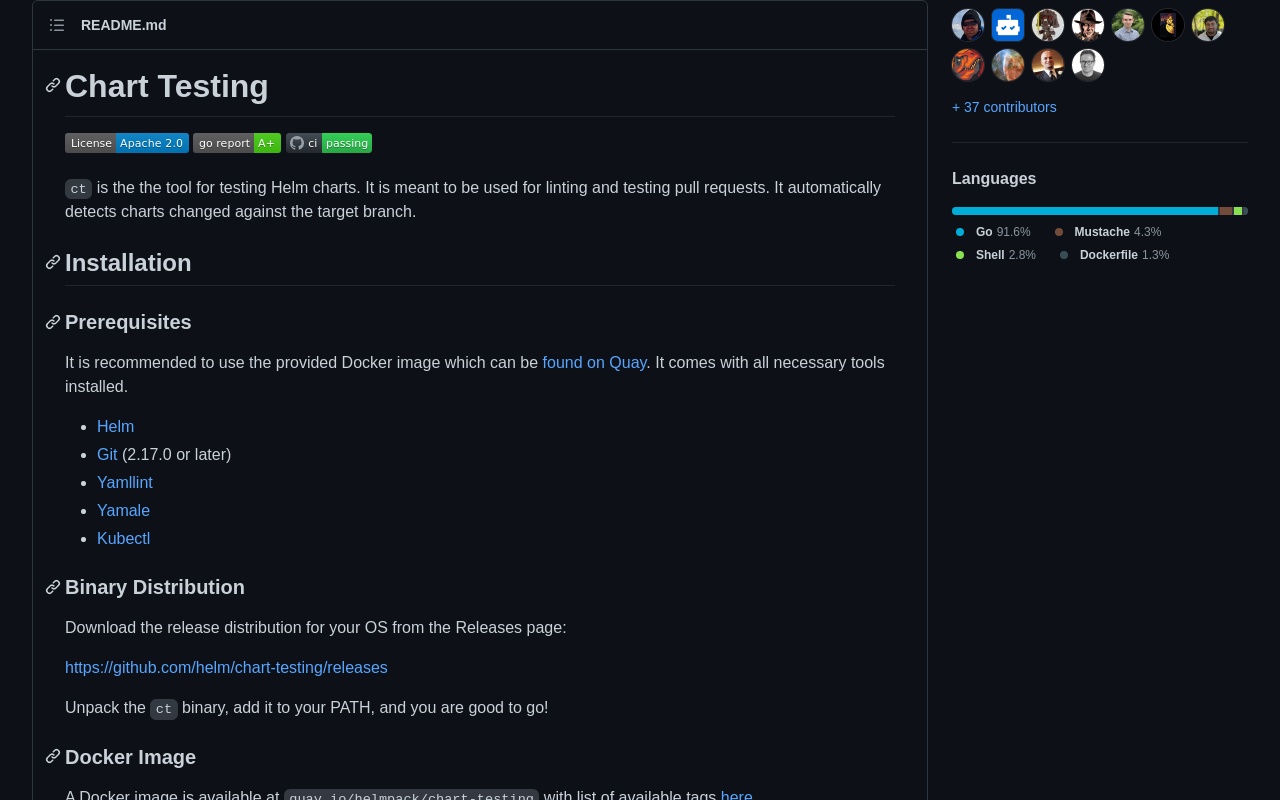 README.md
Chart Testing
License Apache 2.0 go report A+ ci passing
ct is the the tool for testing Helm charts. It is meant to be used for linting and testing pull requests. It automatically
detects charts changed against the target branch.
Installation
Prerequisites
It is recommended to use the provided Docker image which can be found on Quay. It comes with all necessary tools
installed.
Helm
Git (2.17.0 or later)
Yamllint
Yamale
Kubectl
Binary Distribution
Download the release distribution for your OS from the Releases page:
https://github.com/helm/chart-testing/releases
Unpack the ct binary, add it to your PATH, and you are good to go!
Docker Image
A Docker image is available at quay.io/helmpack/chart-testing with list of available tags here.
+ 37 contributors
Languages
Go 91.6% Mustache 4.3%
Shell 2.8% Dockerfile 1.3%